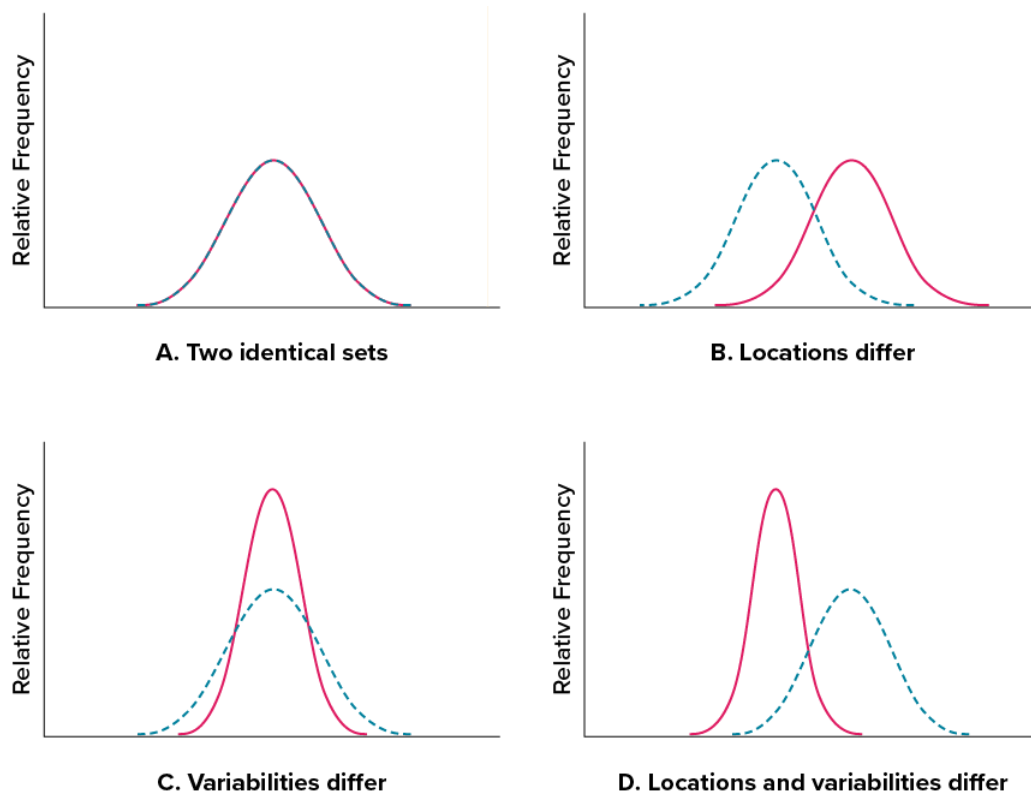 Relative Frequency
A. Two identical sets
Relative Frequency
B. Locations differ
Relative Frequency
C. Variabilities differ
Relative Frequency
D. Locations and variabilities differ